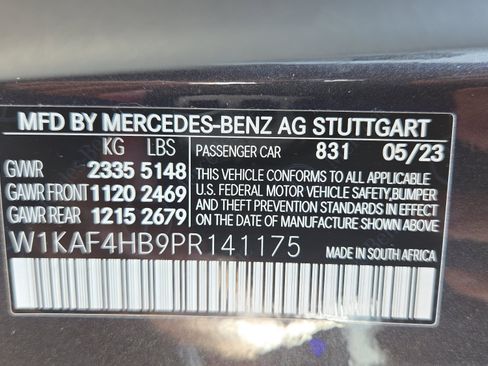 MFD BY MERCEDES-BENZ AG STUTTGART
KG LBS PASSENGER CAR 831 05/23
GVWR 2335 5148
GAWR FRONT 1120 2469
GAWR REAR 1215 2679
THIS VEHICLE CONFORMS TO ALL APPLICABLE
U.S. FEDERAL MOTOR VEHICLE SAFETY, BUMPER
AND THEFT PREVENTION STANDARDS IN EFFECT
ON THE DATE OF MANUFACTURE SHOWN ABOVE
W1KAF4HB9PR141175 MADE IN SOUTH AFRICA